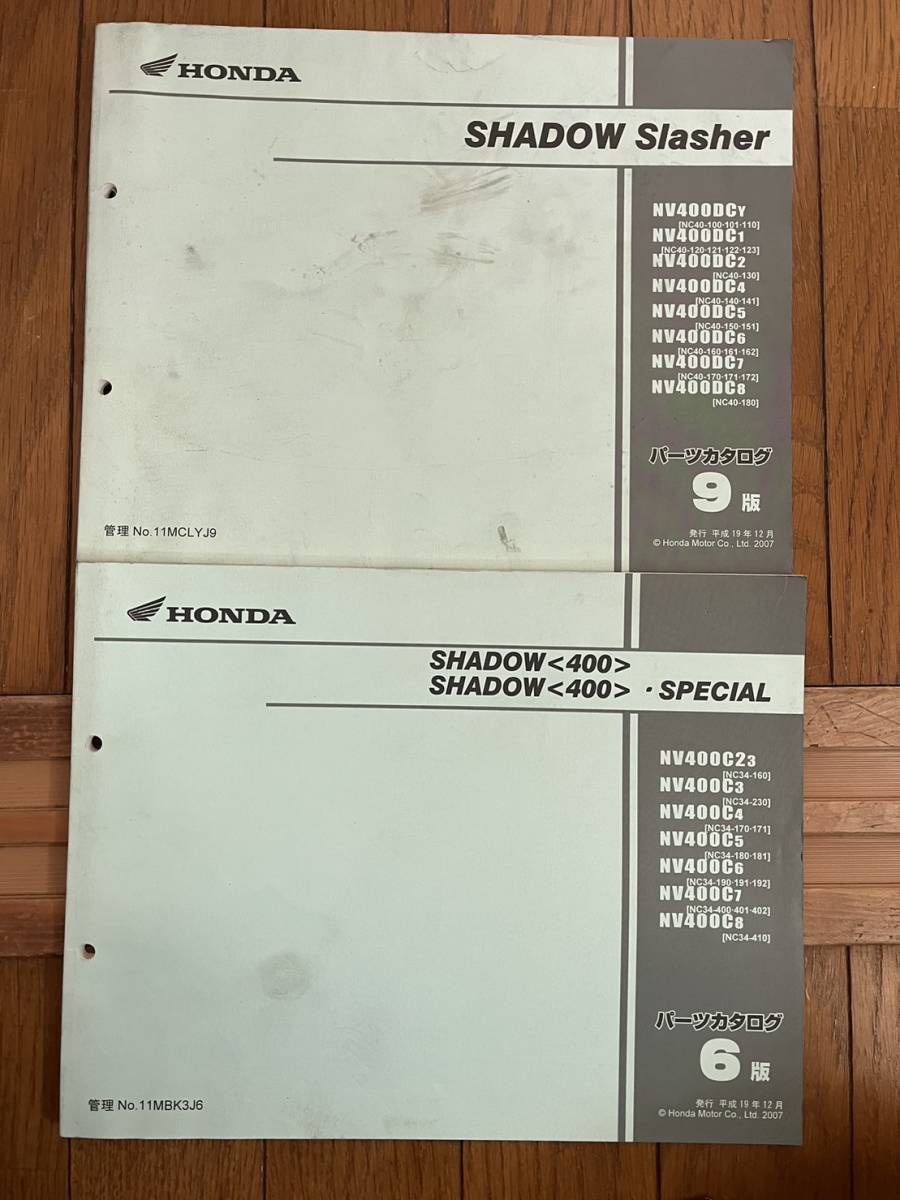 HONDA
SHADOW Slasher
NV400DCY
[NC40-100·101·110]
NV400DC1
[NC40-120·121·122·123]
NV400DC2
[NC40-130]
NV400DC4
[NC40-140·141]
NV400DC5
[NC40-150·151]
NV400DC6
[NC40-160·161·162]
NV400DC7
[NC40-170·171·172]
NV400DC8
[NC40-180]
パーツカタログ
9版
管理 No.11MCLYJ9
発行 平成19年12月
© Honda Motor Co., Ltd. 2007
HONDA
SHADOW<400>
SHADOW<400>・SPECIAL
NV400C23
[NC34-160]
NV400C3
[NC34-230]
NV400C4
[NC34-170·171]
NV400C5
[NC34-180·181]
NV400C6
[NC34-190·191·192]
NV400C7
[NC34-400·401·402]
NV400C8
[NC34-410]
パーツカタログ
6版
管理 No.11MBK3J6
発行 平成19年12月
© Honda Motor Co., Ltd. 2007